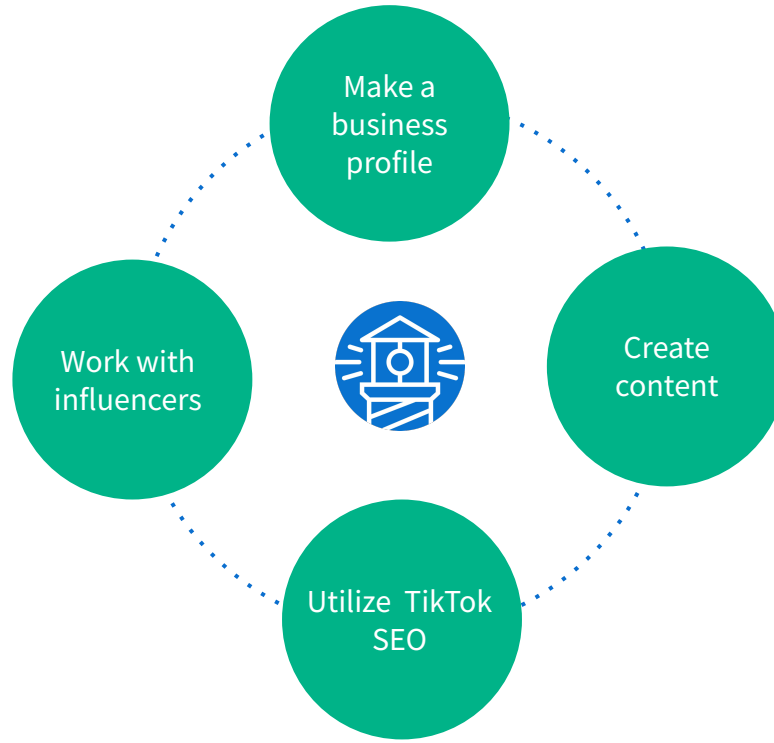 Make a
business
profile
Create
content
Utilize  TikTok
SEO
Work with
influencers